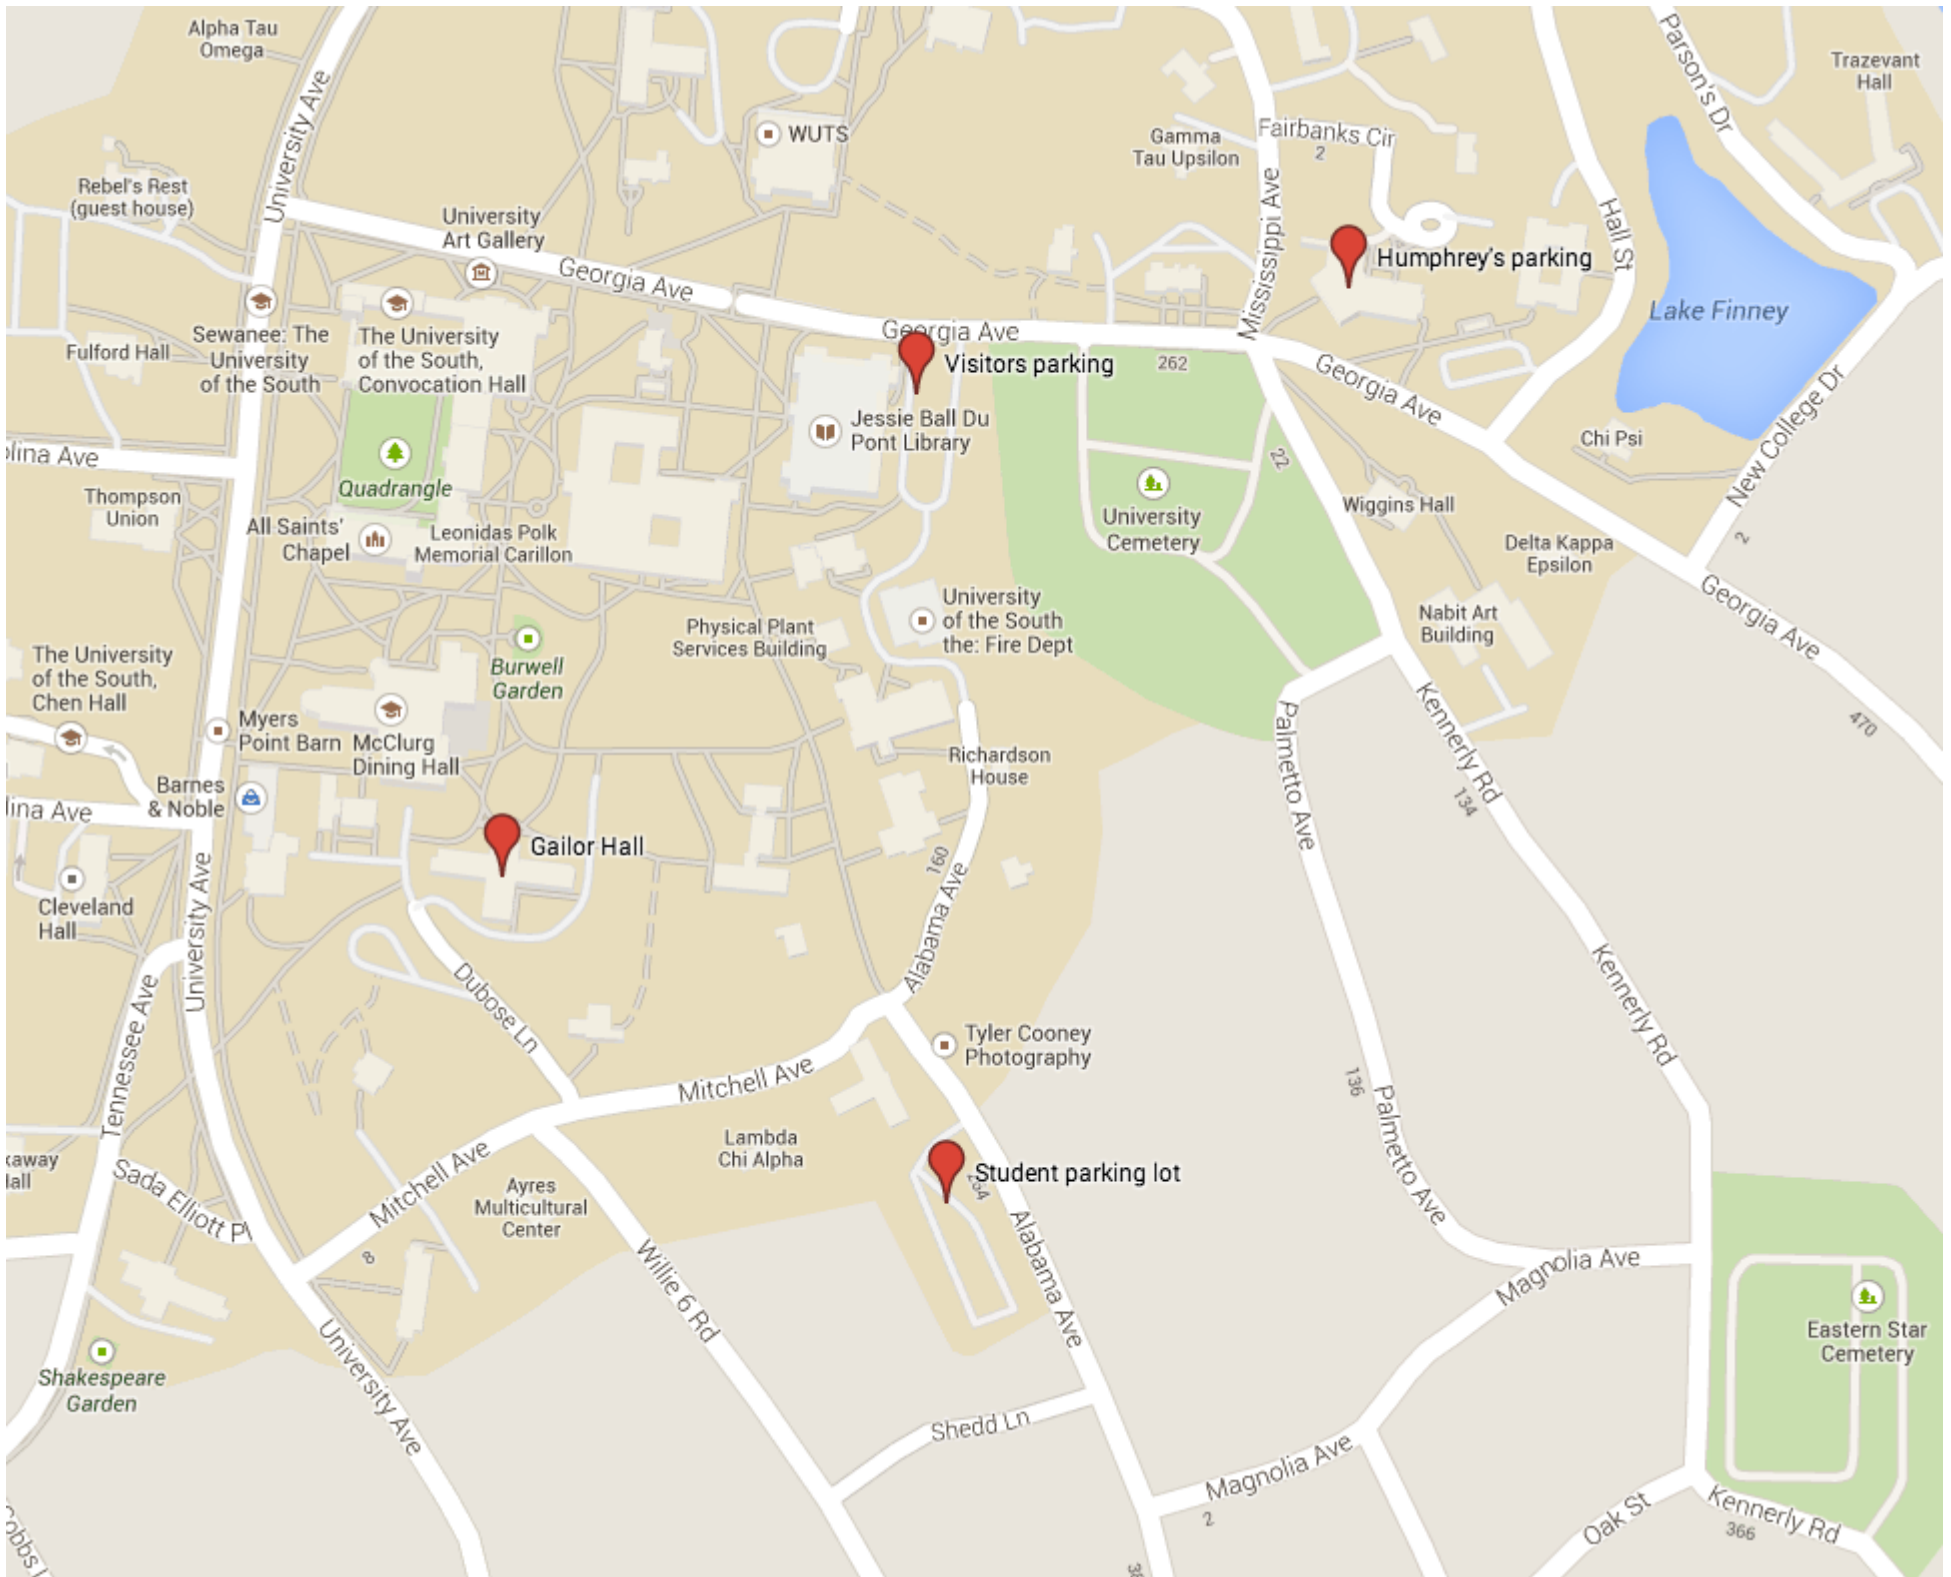 Alpha Tau
Omega
University Ave
WUTS
Gamma
Tau Upsilon
Fairbanks Cir
2
Parson's Dr
Trazevant
Hall
Rebel's Rest
(guest house)
University
Art Gallery
Mississippi Ave
Hall St
Humphrey's parking
Georgia Ave
Georgia Ave
Lake Finney
Sewanee: The
University
of the South
The University
of the South,
Convocation Hall
Fulford Hall
Visitors parking
262
Georgia Ave
Jessie Ball Du
Pont Library
Chi Psi
New College Dr
2
lina Ave
Quadrangle
22
Thompson
Union
All Saints'
Chapel
Leonidas Polk
Memorial Carillon
University
Cemetery
Wiggins Hall
Delta Kappa
Epsilon
Georgia Ave
470
University
of the South
the: Fire Dept
Physical Plant
Services Building
Nabit Art
Building
The University
of the South,
Chen Hall
Burwell
Garden
Myers
Point Barn
McClurg
Dining Hall
Palmetto Ave
Kennerly Rd
134
Richardson
House
Barnes
& Noble
lina Ave
Gailor Hall
160
Alabama Ave
University Ave
Cleveland
Hall
Kennerly Rd
Dubose Ln
Tennessee Ave
Tyler Cooney
Photography
Mitchell Ave
136
Palmetto Ave
Lambda
Chi Alpha
kaway
Hall
Sada Elliott Pl
Mitchell Ave
8
Ayres
Multicultural
Center
Student parking lot
264
Alabama Ave
Willie 6 Rd
Magnolia Ave
Eastern Star
Cemetery
Shakespeare
Garden
University Ave
Shedd Ln
Magnolia Ave
2
Oak St
Kennerly Rd
366
Cobbs
38